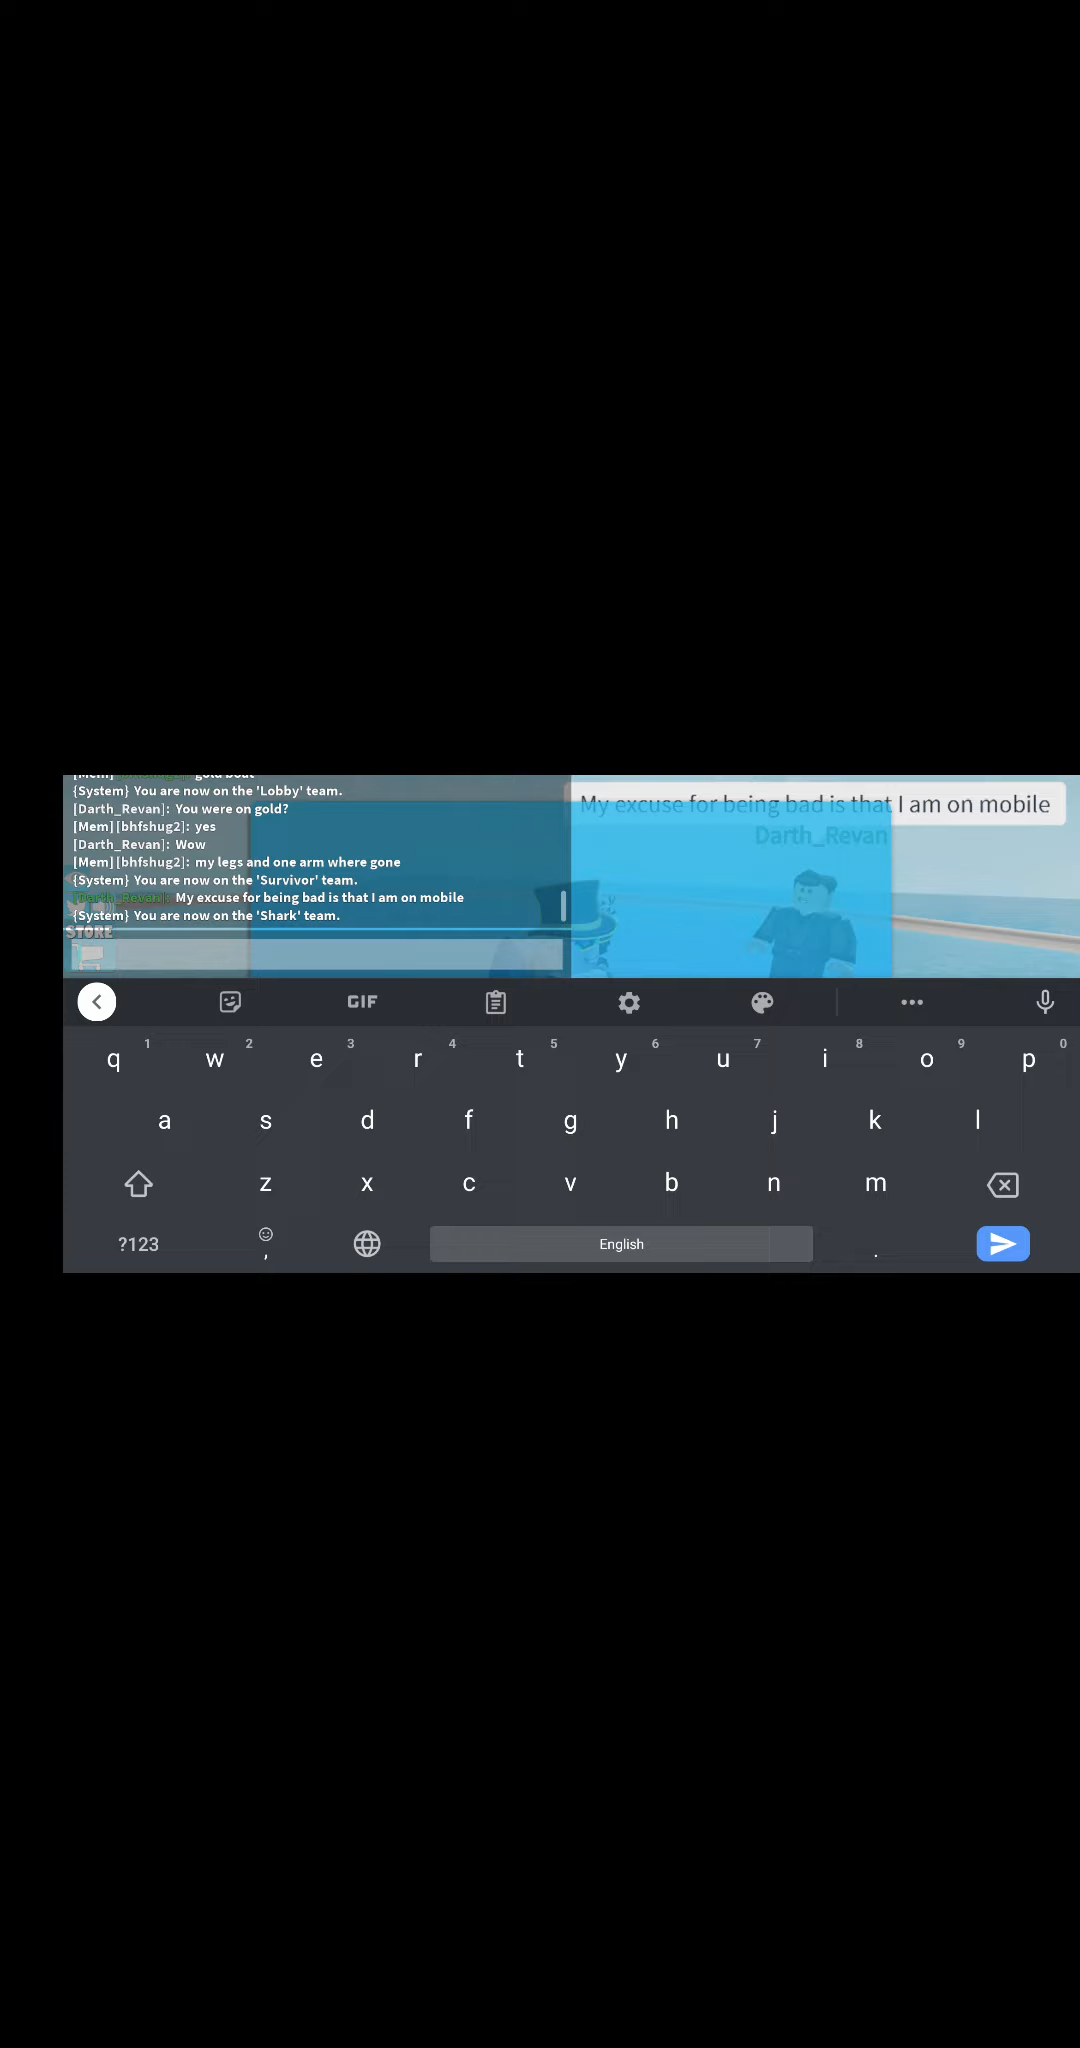 gold boat
{System} You are now on the 'Lobby' team.
[Darth_Revan]: You were on gold?
[Mem][bhfshug2]: yes
[Darth_Revan]: Wow
[Mem][bhfshug2]: my legs and one arm where gone
{System} You are now on the 'Survivor' team.
[Darth_Revan]: My excuse for being bad is that I am on mobile
{System} You are now on the 'Shark' team.
STORE
My excuse for being bad is that I am on mobile
Darth_Revan
GIF
1 2 3 4 5 6 7 8 9 0
q w e r t y u i o p
a s d f g h j k l
z x c v b n m
?123 , English .